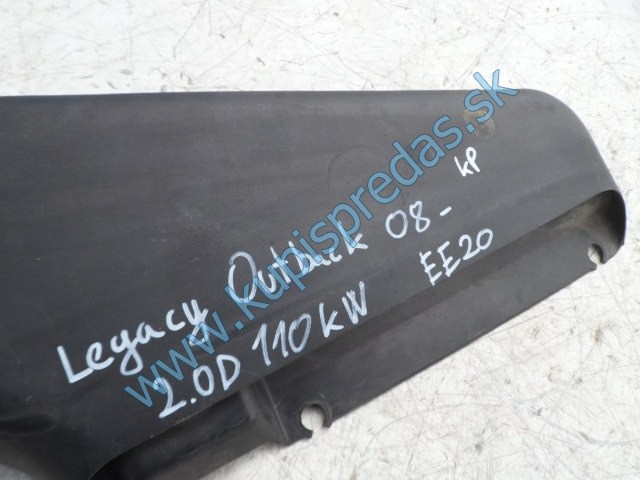 www.kupispredas.sk
Legacy Outback 08- KP
2.0D 110kW EE20